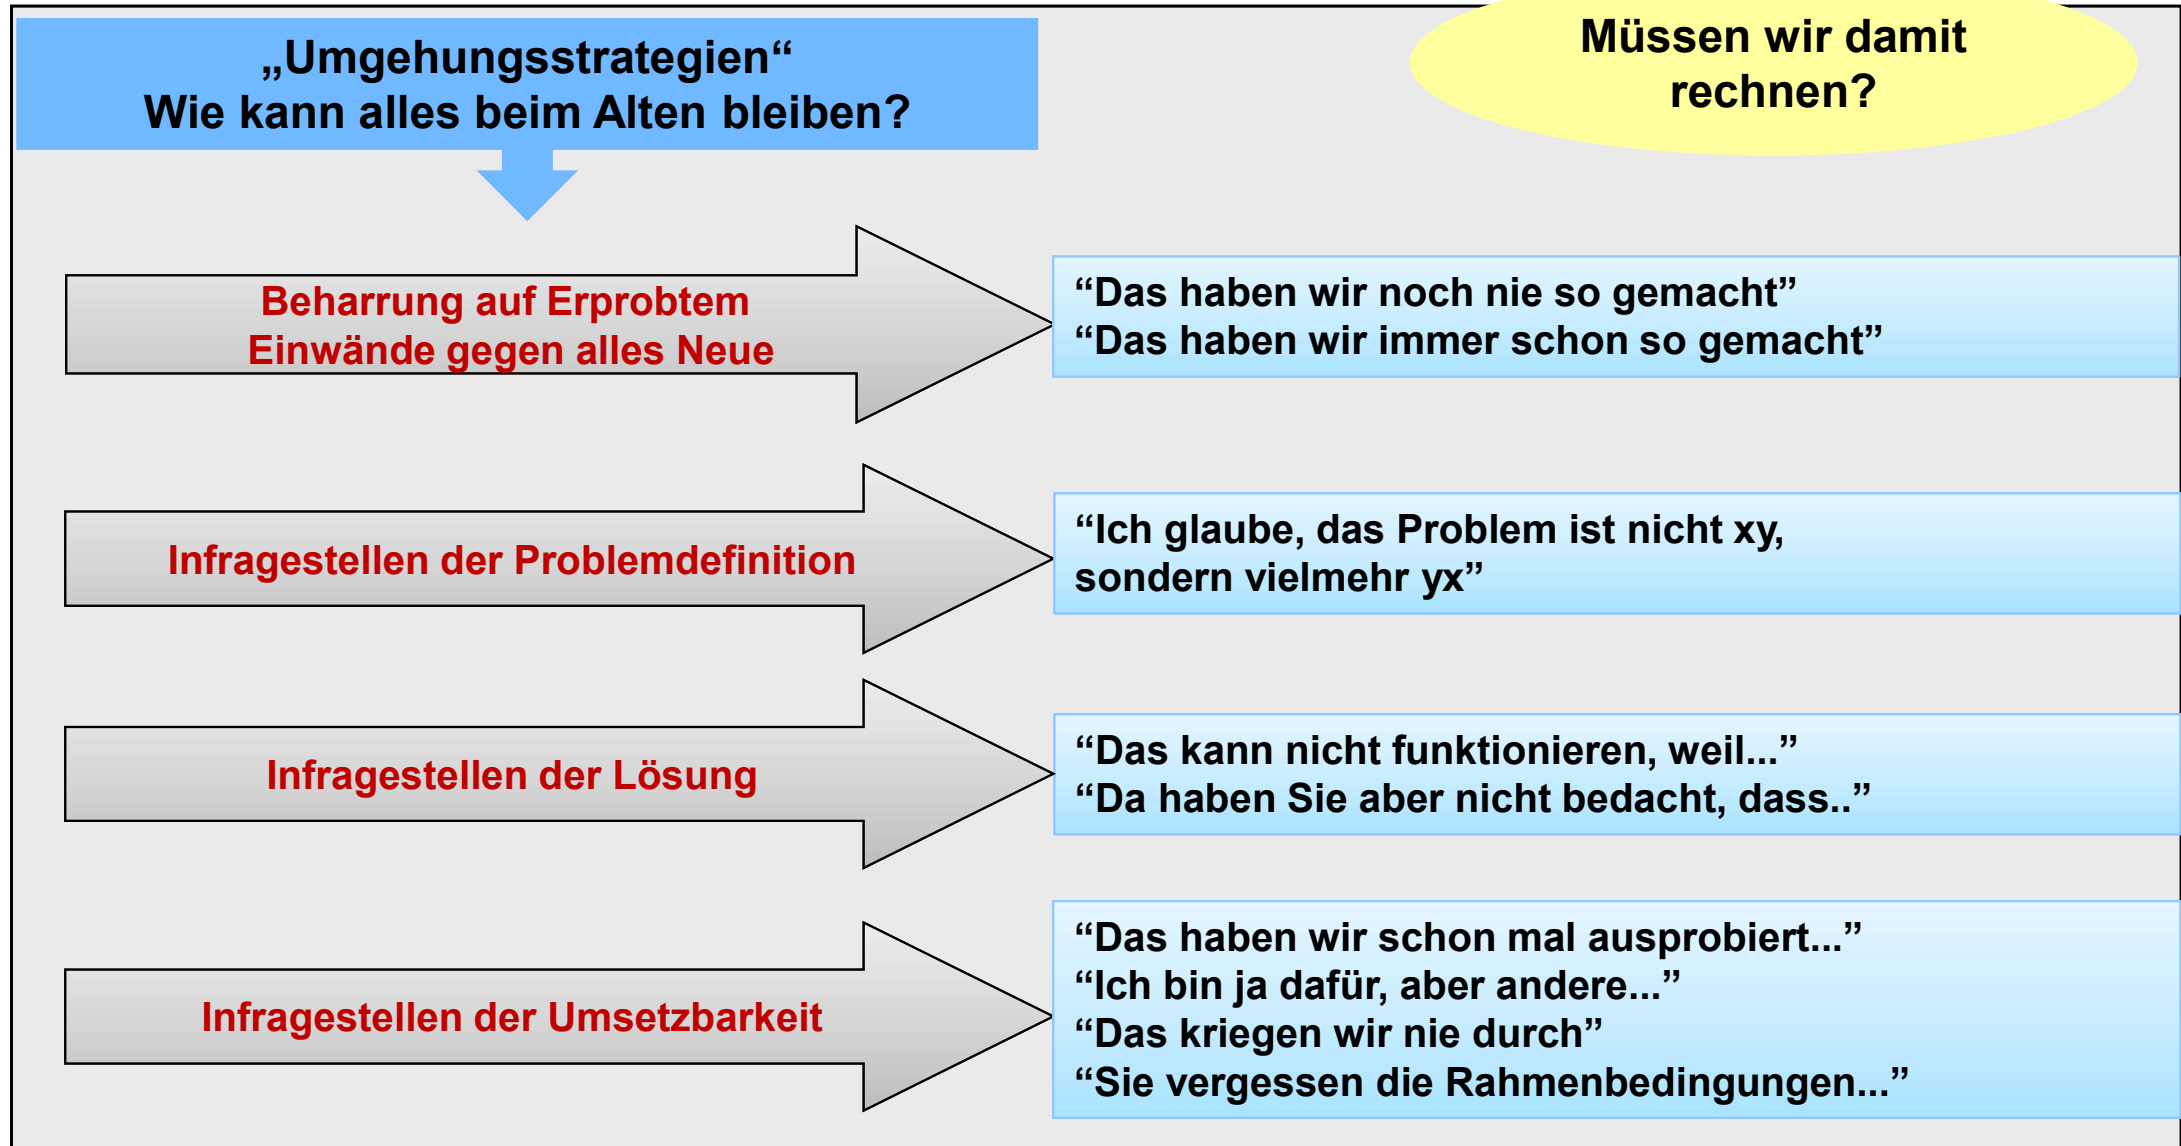 „Umgehungsstrategien“
Wie kann alles beim Alten bleiben?
Müssen wir damit
rechnen?
Beharrung auf Erprobtem
Einwände gegen alles Neue
“Das haben wir noch nie so gemacht”
“Das haben wir immer schon so gemacht”
Infragestellen der Problemdefinition
“Ich glaube, das Problem ist nicht xy,
sondern vielmehr yx”
Infragestellen der Lösung
“Das kann nicht funktionieren, weil...”
“Da haben Sie aber nicht bedacht, dass..”
Infragestellen der Umsetzbarkeit
“Das haben wir schon mal ausprobiert...”
“Ich bin ja dafür, aber andere...”
“Das kriegen wir nie durch”
“Sie vergessen die Rahmenbedingungen...”